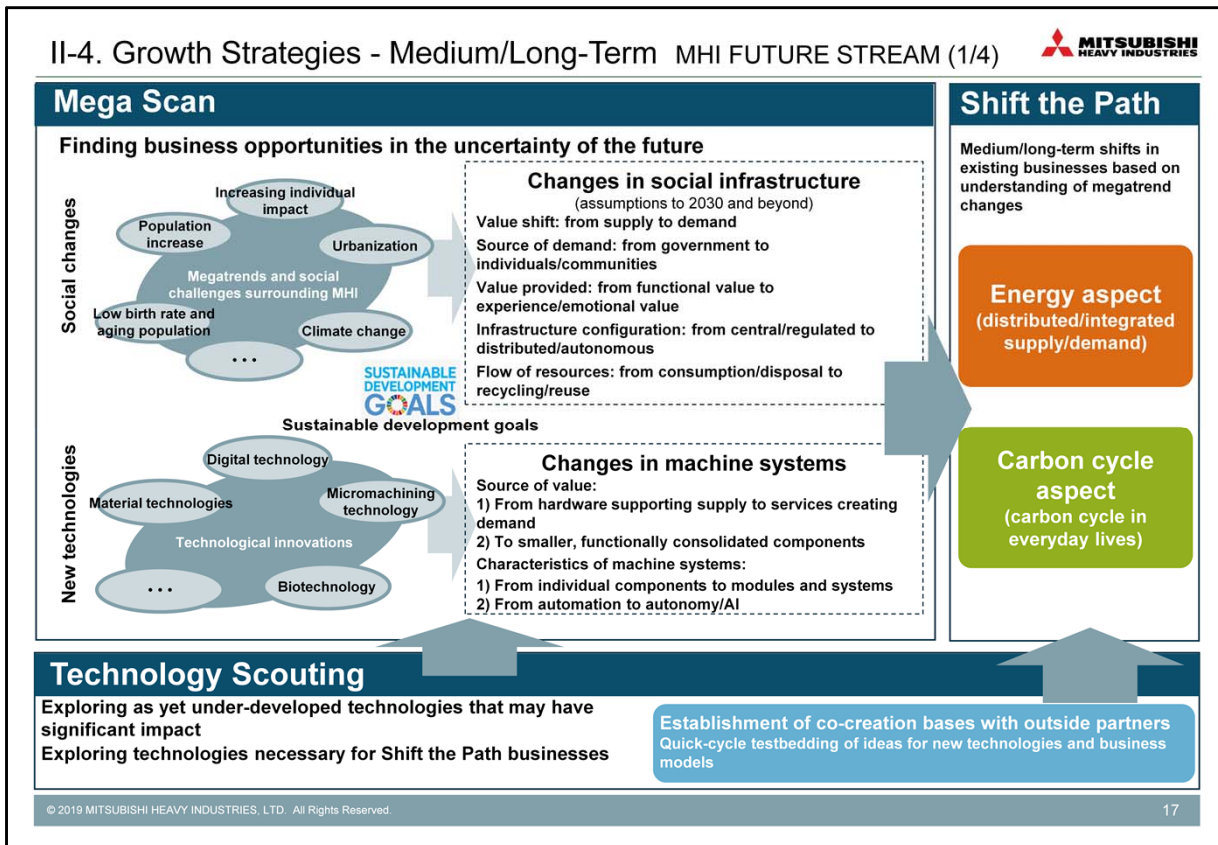 II-4. Growth Strategies - Medium/Long-Term MHI FUTURE STREAM (1/4)
MITSUBISHI
HEAVY INDUSTRIES
Mega Scan
Finding business opportunities in the uncertainty of the future
Social changes
Increasing individual
impact
Population
increase
Urbanization
Megatrends and social
challenges surrounding MHI
Low birth rate and
aging population
Climate change
...
SUSTAINABLE
DEVELOPMENT
GOALS
Sustainable development goals
New technologies
Digital technology
Material technologies
Micromachining
technology
Technological innovations
...
Biotechnology
Changes in social infrastructure
(assumptions to 2030 and beyond)
Value shift: from supply to demand
Source of demand: from government to
individuals/communities
Value provided: from functional value to
experience/emotional value
Infrastructure configuration: from central/regulated to
distributed/autonomous
Flow of resources: from consumption/disposal to
recycling/reuse
Changes in machine systems
Source of value:
1) From hardware supporting supply to services creating
demand
2) To smaller, functionally consolidated components
Characteristics of machine systems:
1) From individual components to modules and systems
2) From automation to autonomy/AI
Shift the Path
Medium/long-term shifts in
existing businesses based on
understanding of megatrend
changes
Energy aspect
(distributed/integrated
supply/demand)
Carbon cycle
aspect
(carbon cycle in
everyday lives)
Technology Scouting
Exploring as yet under-developed technologies that may have
significant impact
Exploring technologies necessary for Shift the Path businesses
Establishment of co-creation bases with outside partners
Quick-cycle testbedding of ideas for new technologies and business
models
© 2019 MITSUBISHI HEAVY INDUSTRIES, LTD. All Rights Reserved.
17